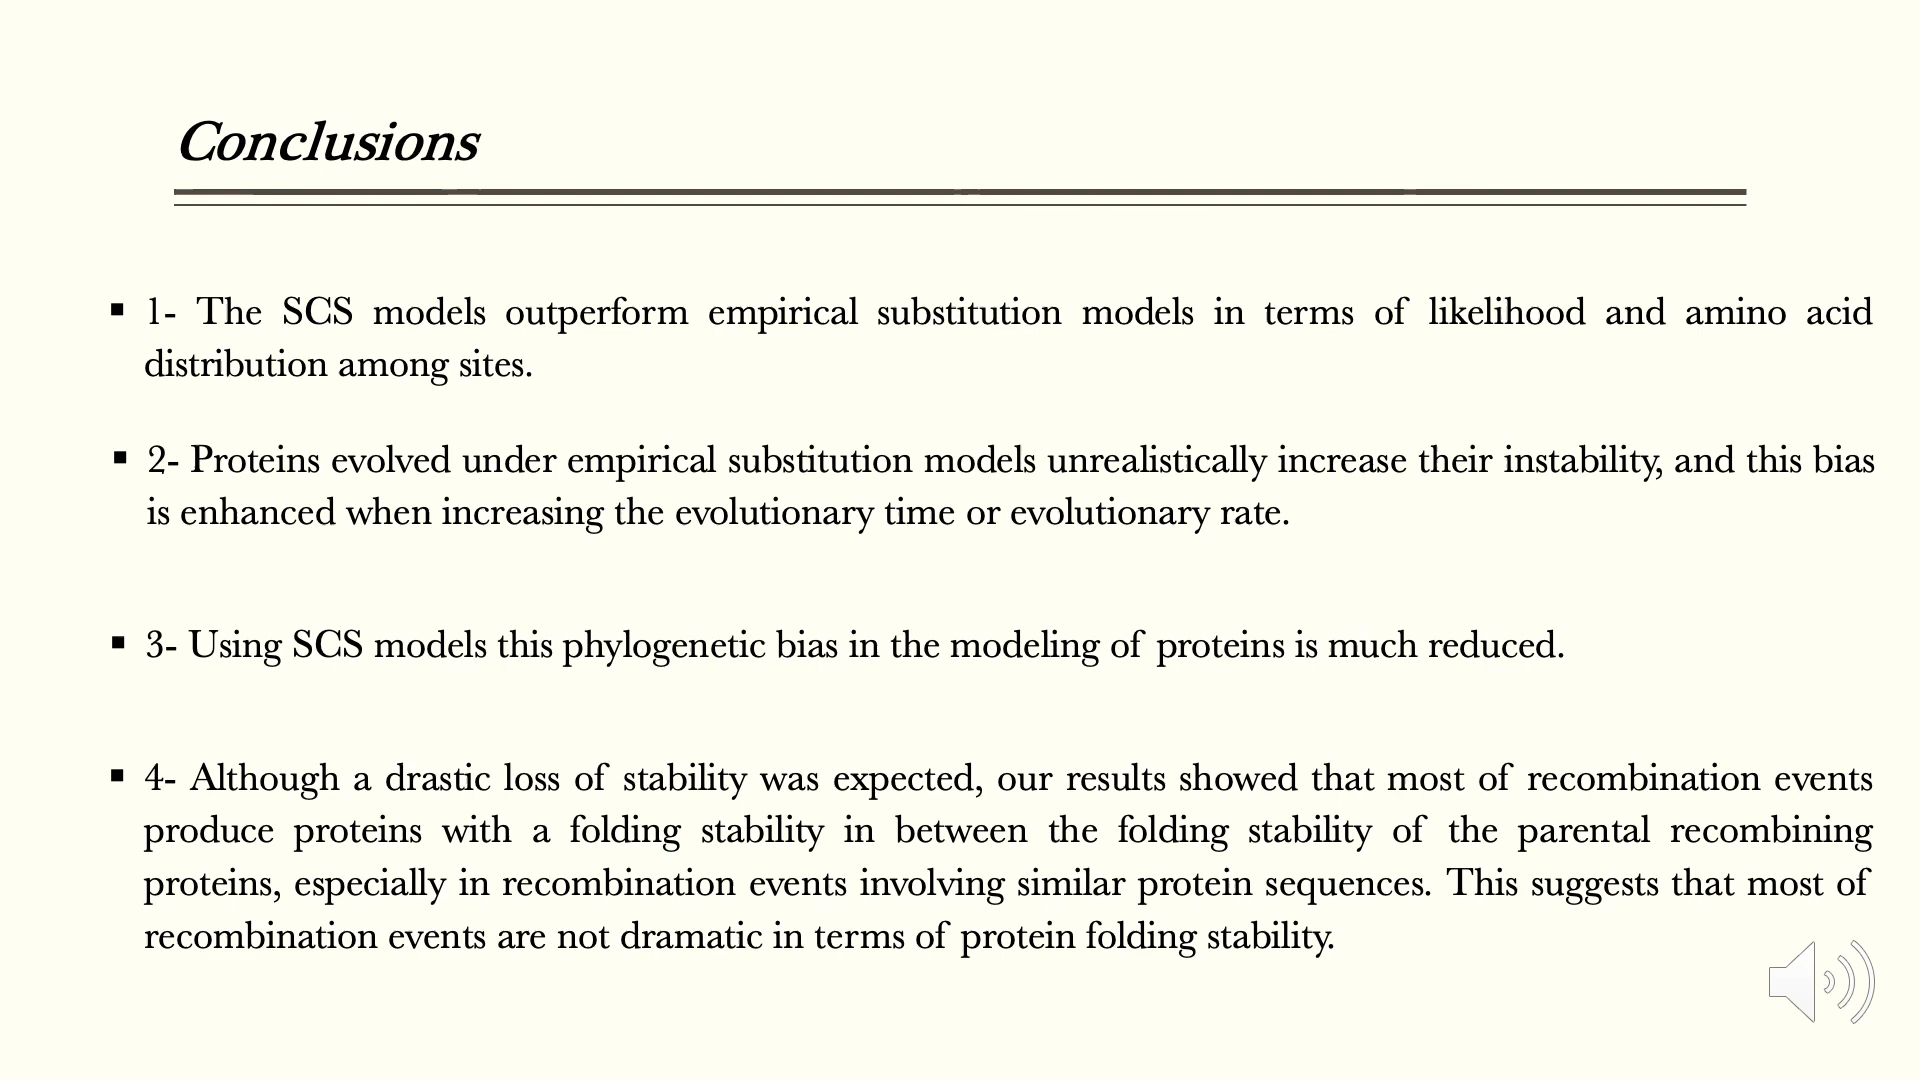 Conclusions
▪ 1- The SCS models outperform empirical substitution models in terms of likelihood and amino acid
distribution among sites.
▪ 2- Proteins evolved under empirical substitution models unrealistically increase their instability, and this bias
is enhanced when increasing the evolutionary time or evolutionary rate.
▪ 3- Using SCS models this phylogenetic bias in the modeling of proteins is much reduced.
▪ 4- Although a drastic loss of stability was expected, our results showed that most of recombination events
produce proteins with a folding stability in between the folding stability of the parental recombining
proteins, especially in recombination events involving similar protein sequences. This suggests that most of
recombination events are not dramatic in terms of protein folding stability.